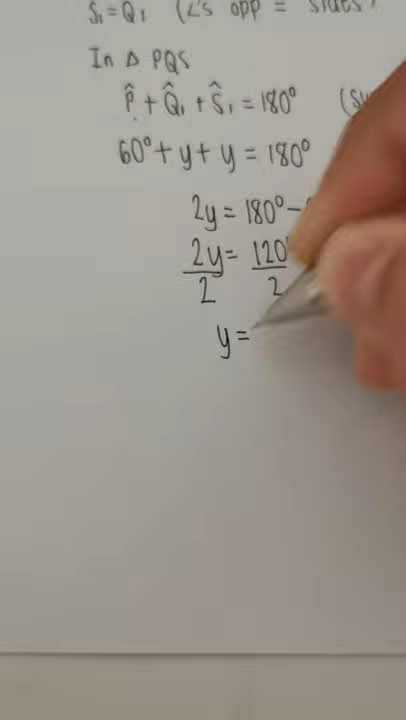 Ŝ₁ = Q̂₁ (∠'s opp = sides)
In △ PQS
P̂ + Q̂₁ + Ŝ₁ = 180°
60° + y + y = 180°
2y = 180° −
2y/2 = 120°/2
y =